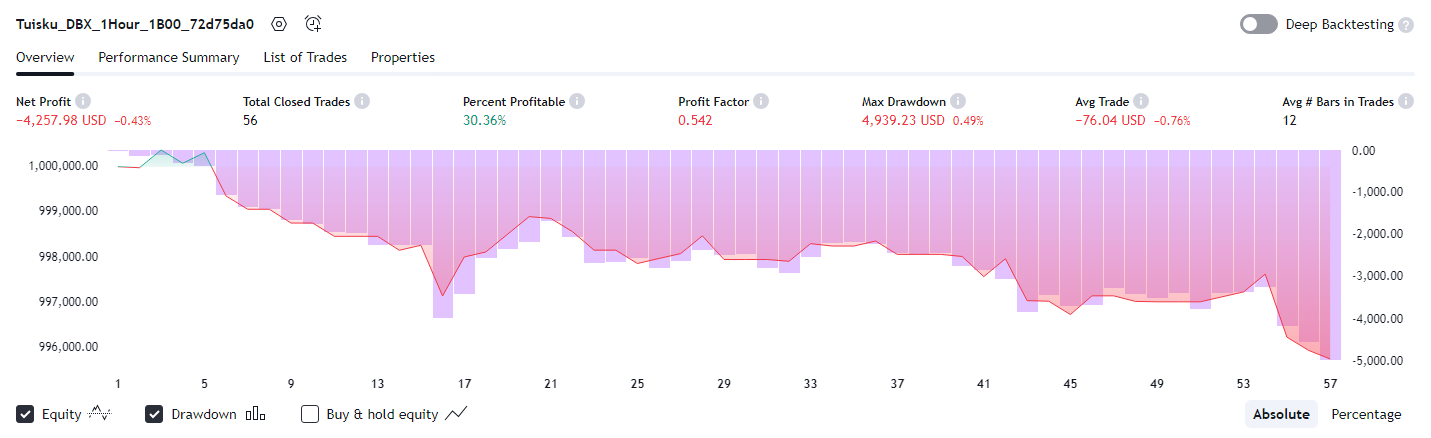 Tuisku_DBX_1Hour_1B00_72d75da0
Deep Backtesting ?
Overview Performance Summary List of Trades Properties
Net Profit Total Closed Trades Percent Profitable Profit Factor Max Drawdown Avg Trade Avg # Bars in Trades
−4,257.98 USD −0.43% 56 30.36% 0.542 4,939.23 USD 0.49% −76.04 USD −0.76% 12
1,000,000.00
999,000.00
998,000.00
997,000.00
996,000.00
0.00
-1,000.00
-2,000.00
-3,000.00
-4,000.00
-5,000.00
1 5 9 13 17 21 25 29 33 37 41 45 49 53 57
Equity Drawdown Buy & hold equity Absolute Percentage